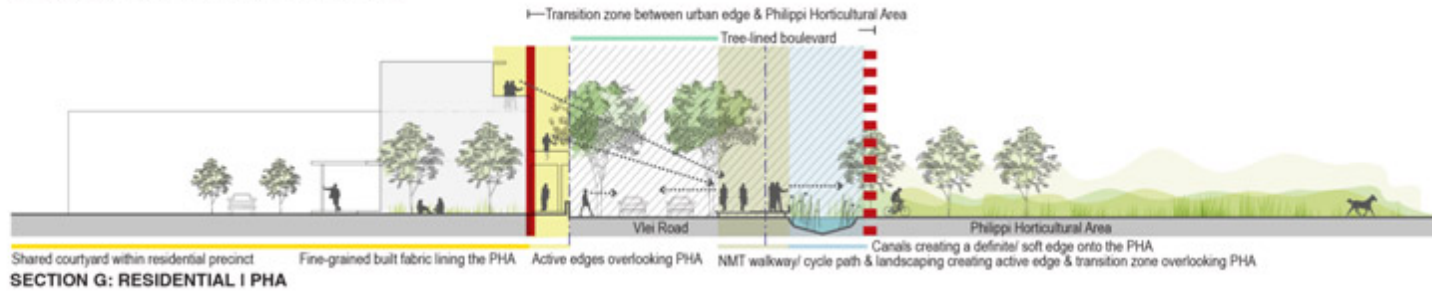 Transition zone between urban edge & Philippi Horticultural Area
Tree-lined boulevard
Vlei Road
Philippi Horticultural Area
Canals creating a definite/ soft edge onto the PHA
Shared courtyard within residential precinct
Fine-grained built fabric lining the PHA
Active edges overlooking PHA
NMT walkway/ cycle path & landscaping creating active edge & transition zone overlooking PHA
SECTION G: RESIDENTIAL I PHA